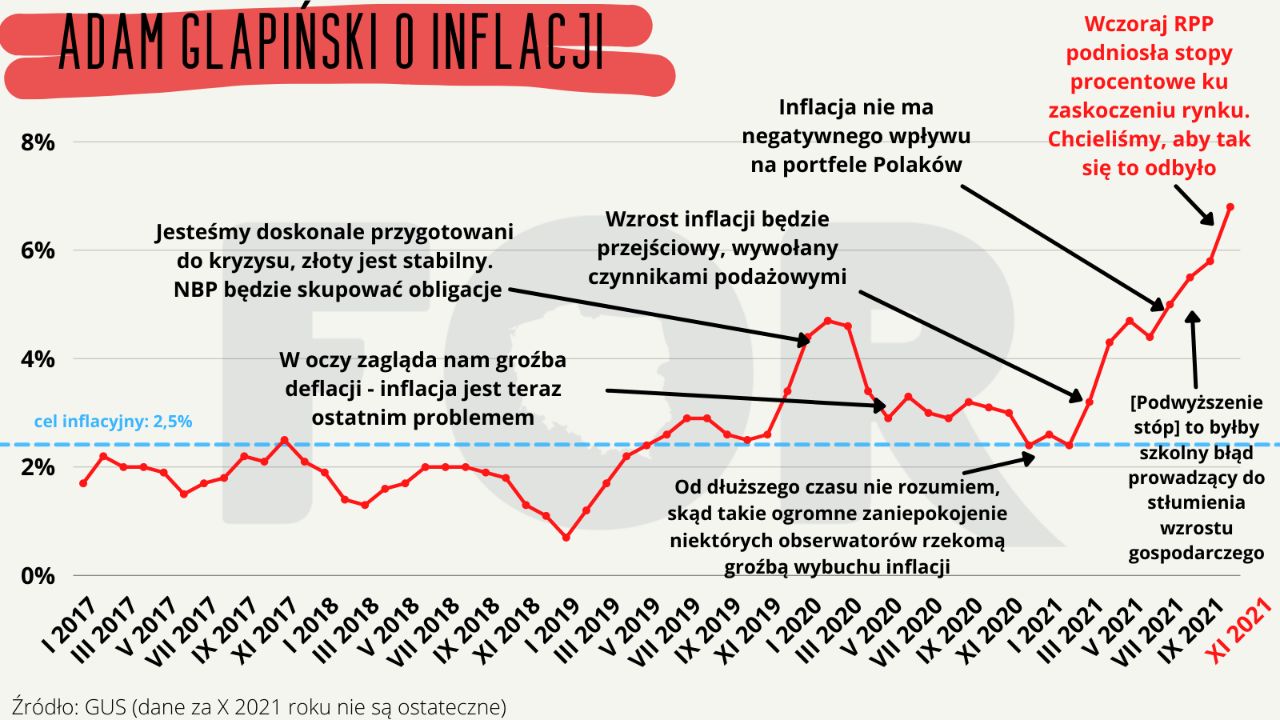 ADAM GLAPIŃSKI O INFLACJI
Wczoraj RPP
podniosła stopy
procentowe ku
zaskoczeniu rynku.
Chcieliśmy, aby tak
się to odbyło
Inflacja nie ma
negatywnego wpływu
na portfele Polaków
Wzrost inflacji będzie
przejściowy, wywołany
czynnikami podażowymi
Jesteśmy doskonale przygotowani
do kryzysu, złoty jest stabilny.
NBP będzie skupować obligacje
W oczy zagląda nam groźba
deflacji - inflacja jest teraz
ostatnim problemem
cel inflacyjny: 2,5%
[Podwyższenie
stóp] to byłby
szkolny błąd
prowadzący do
stłumienia
wzrostu
gospodarczego
Od dłuższego czasu nie rozumiem,
skąd takie ogromne zaniepokojenie
niektórych obserwatorów rzekomą
groźbą wybuchu inflacji
8%
6%
4%
2%
0%
FOR
I 2017
III 2017
V 2017
VII 2017
IX 2017
XI 2017
I 2018
III 2018
V 2018
VII 2018
IX 2018
XI 2018
I 2019
III 2019
V 2019
VII 2019
IX 2019
XI 2019
I 2020
III 2020
V 2020
VII 2020
IX 2020
XI 2020
I 2021
III 2021
V 2021
VII 2021
IX 2021
XI 2021
Źródło: GUS (dane za X 2021 roku nie są ostateczne)